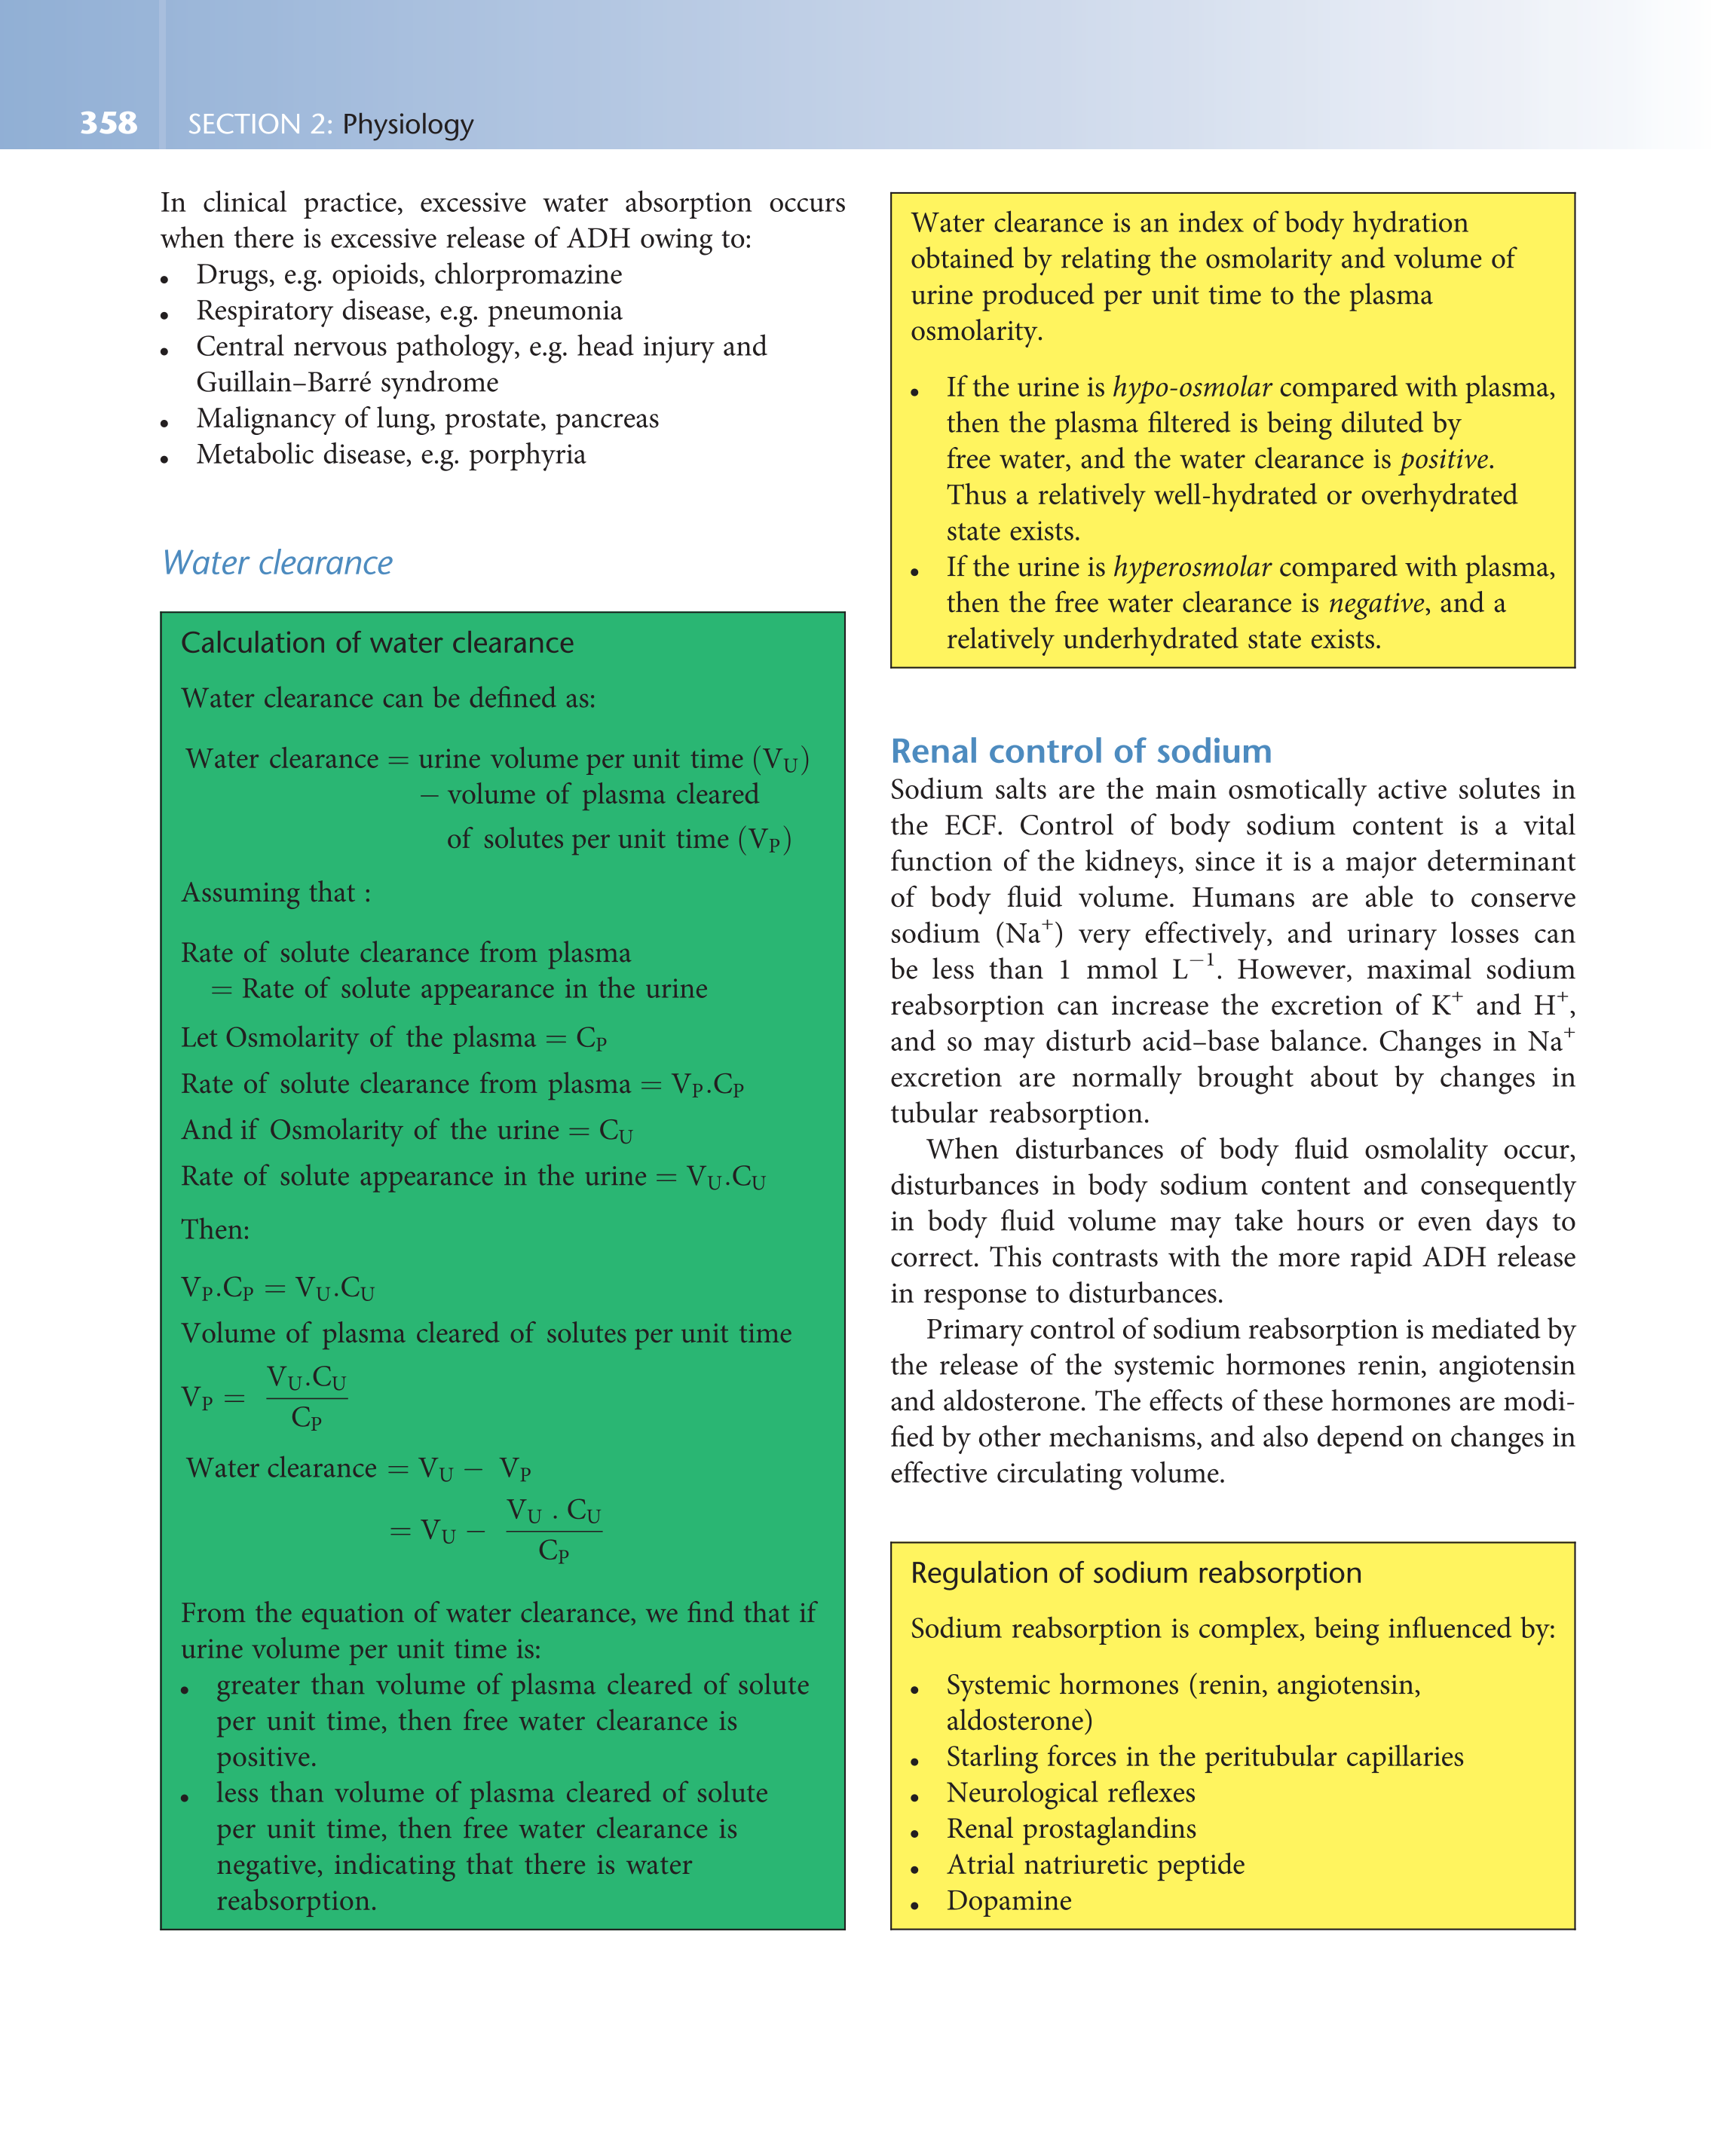 358 SECTION 2: Physiology
In clinical practice, excessive water absorption occurs
when there is excessive release of ADH owing to:
• Drugs, e.g. opioids, chlorpromazine
• Respiratory disease, e.g. pneumonia
• Central nervous pathology, e.g. head injury and
Guillain–Barré syndrome
• Malignancy of lung, prostate, pancreas
• Metabolic disease, e.g. porphyria
Water clearance
Calculation of water clearance
Water clearance can be defined as:
Water clearance = urine volume per unit time (V_U)
− volume of plasma cleared
of solutes per unit time (V_P)
Assuming that :
Rate of solute clearance from plasma
= Rate of solute appearance in the urine
Let Osmolarity of the plasma = C_P
Rate of solute clearance from plasma = V_P.C_P
And if Osmolarity of the urine = C_U
Rate of solute appearance in the urine = V_U.C_U
Then:
V_P.C_P = V_U.C_U
Volume of plasma cleared of solutes per unit time
V_P = V_U.C_U / C_P
Water clearance = V_U − V_P
= V_U − V_U . C_U / C_P
From the equation of water clearance, we find that if
urine volume per unit time is:
• greater than volume of plasma cleared of solute
per unit time, then free water clearance is
positive.
• less than volume of plasma cleared of solute
per unit time, then free water clearance is
negative, indicating that there is water
reabsorption.
Water clearance is an index of body hydration
obtained by relating the osmolarity and volume of
urine produced per unit time to the plasma
osmolarity.
• If the urine is hypo-osmolar compared with plasma,
then the plasma filtered is being diluted by
free water, and the water clearance is positive.
Thus a relatively well-hydrated or overhydrated
state exists.
• If the urine is hyperosmolar compared with plasma,
then the free water clearance is negative, and a
relatively underhydrated state exists.
Renal control of sodium
Sodium salts are the main osmotically active solutes in
the ECF. Control of body sodium content is a vital
function of the kidneys, since it is a major determinant
of body fluid volume. Humans are able to conserve
sodium (Na⁺) very effectively, and urinary losses can
be less than 1 mmol L⁻¹. However, maximal sodium
reabsorption can increase the excretion of K⁺ and H⁺,
and so may disturb acid–base balance. Changes in Na⁺
excretion are normally brought about by changes in
tubular reabsorption.
When disturbances of body fluid osmolality occur,
disturbances in body sodium content and consequently
in body fluid volume may take hours or even days to
correct. This contrasts with the more rapid ADH release
in response to disturbances.
Primary control of sodium reabsorption is mediated by
the release of the systemic hormones renin, angiotensin
and aldosterone. The effects of these hormones are modi-
fied by other mechanisms, and also depend on changes in
effective circulating volume.
Regulation of sodium reabsorption
Sodium reabsorption is complex, being influenced by:
• Systemic hormones (renin, angiotensin,
aldosterone)
• Starling forces in the peritubular capillaries
• Neurological reflexes
• Renal prostaglandins
• Atrial natriuretic peptide
• Dopamine